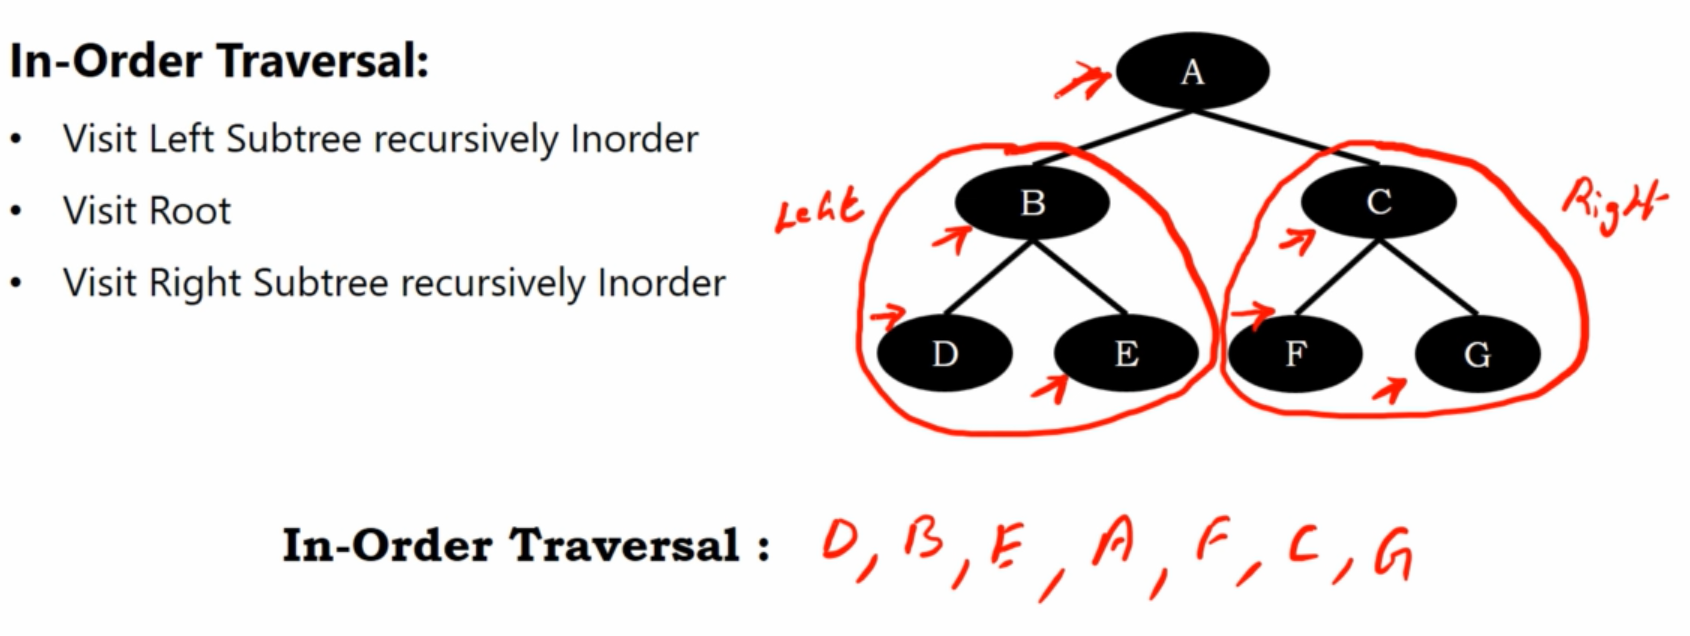 In-Order Traversal:
• Visit Left Subtree recursively Inorder
• Visit Root
• Visit Right Subtree recursively Inorder
A
Left
B
C
Right
D
E
F
G
In-Order Traversal : D, B, E, A, F, C, G